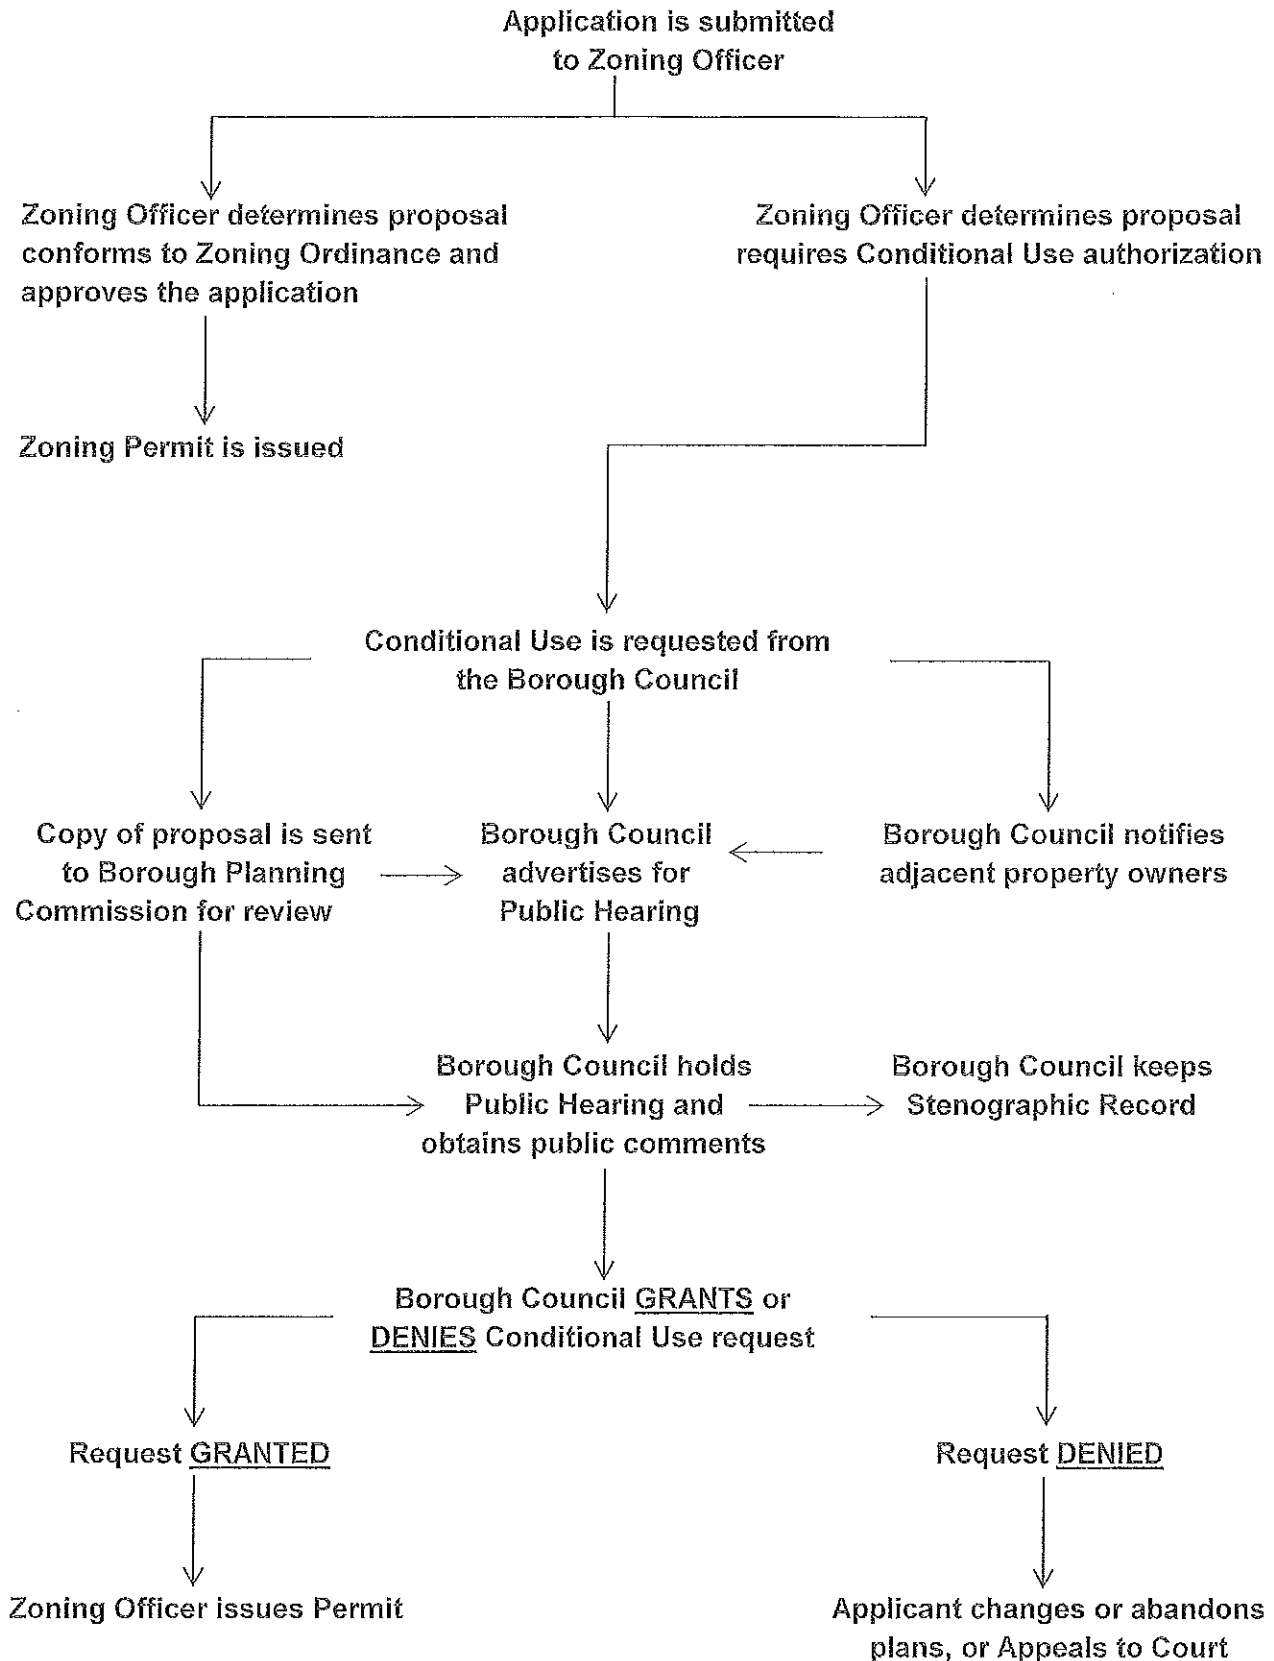 Application is submitted
to Zoning Officer
Zoning Officer determines proposal
conforms to Zoning Ordinance and
approves the application
Zoning Officer determines proposal
requires Conditional Use authorization
Zoning Permit is issued
Conditional Use is requested from
the Borough Council
Copy of proposal is sent
to Borough Planning
Commission for review
Borough Council
advertises for
Public Hearing
Borough Council notifies
adjacent property owners
Borough Council holds
Public Hearing and
obtains public comments
Borough Council keeps
Stenographic Record
Borough Council GRANTS or
DENIES Conditional Use request
Request GRANTED
Request DENIED
Zoning Officer issues Permit
Applicant changes or abandons
plans, or Appeals to Court